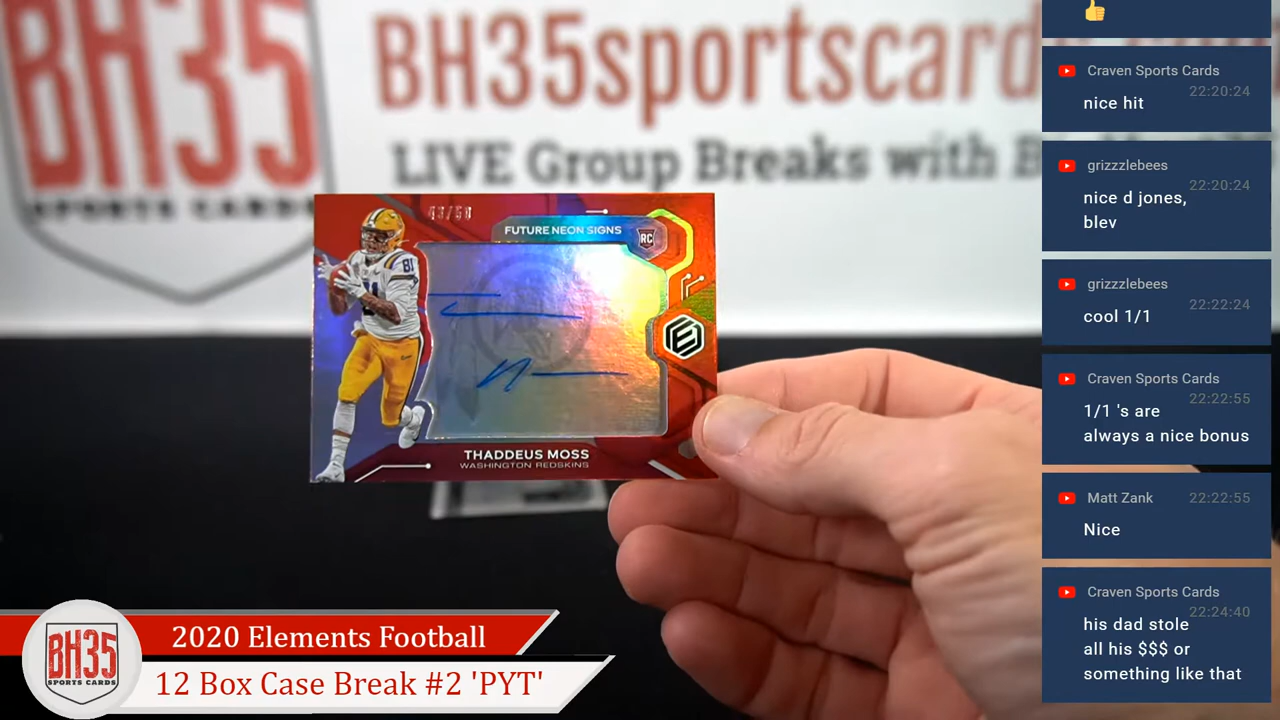 BH35
SPORTS CARDS
BH35sportscard
LIVE Group Breaks with B
43/50
FUTURE NEON SIGNS
RC
81
E
THADDEUS MOSS
WASHINGTON REDSKINS
BH35
SPORTS CARDS
2020 Elements Football
12 Box Case Break #2 'PYT'
Craven Sports Cards
22:20:24
nice hit
grizzzlebees
22:20:24
nice d jones,
blev
grizzzlebees
22:22:24
cool 1/1
Craven Sports Cards
22:22:55
1/1 's are
always a nice bonus
Matt Zank 22:22:55
Nice
Craven Sports Cards
22:24:40
his dad stole
all his $$$ or
something like that